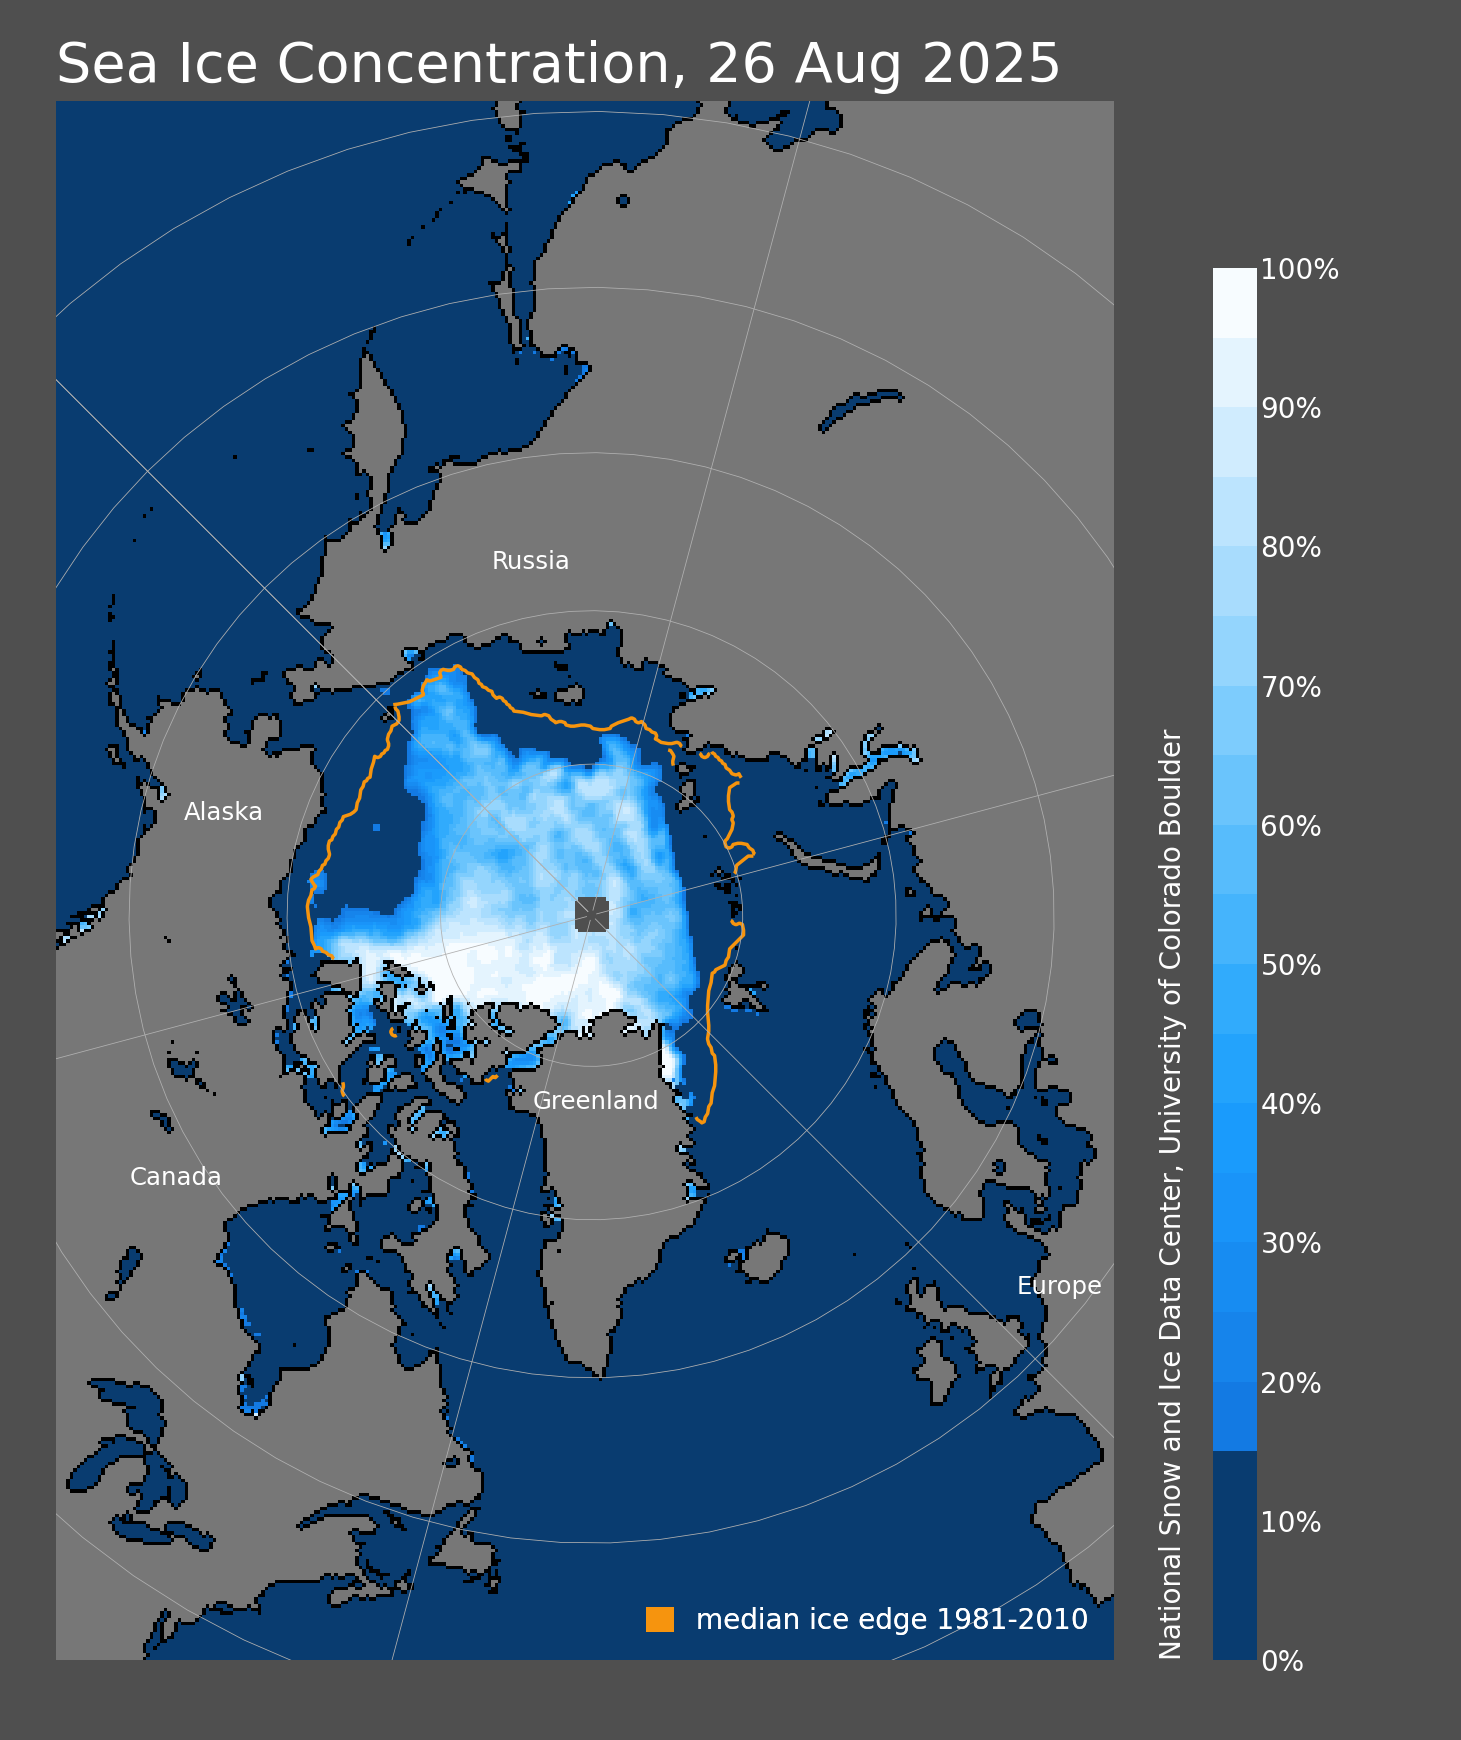 Sea Ice Concentration, 26 Aug 2025
Russia
Alaska
Greenland
Canada
Europe
median ice edge 1981-2010
National Snow and Ice Data Center, University of Colorado Boulder
100%
90%
80%
70%
60%
50%
40%
30%
20%
10%
0%